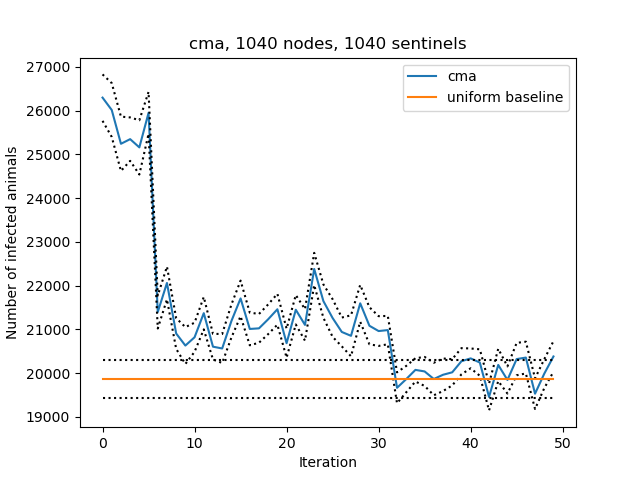 cma, 1040 nodes, 1040 sentinels
cma
uniform baseline
Number of infected animals
27000
26000
25000
24000
23000
22000
21000
20000
19000
0 10 20 30 40 50
Iteration